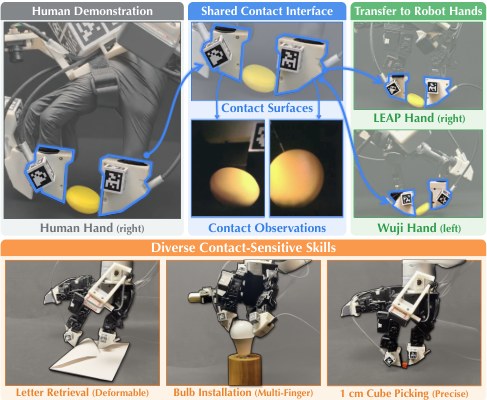 Human Demonstration
Shared Contact Interface
Transfer to Robot Hands
Contact Surfaces
LEAP Hand (right)
Human Hand (right)
Contact Observations
Wuji Hand (left)
Diverse Contact-Sensitive Skills
Letter Retrieval (Deformable)
Bulb Installation (Multi-Finger)
1 cm Cube Picking (Precise)